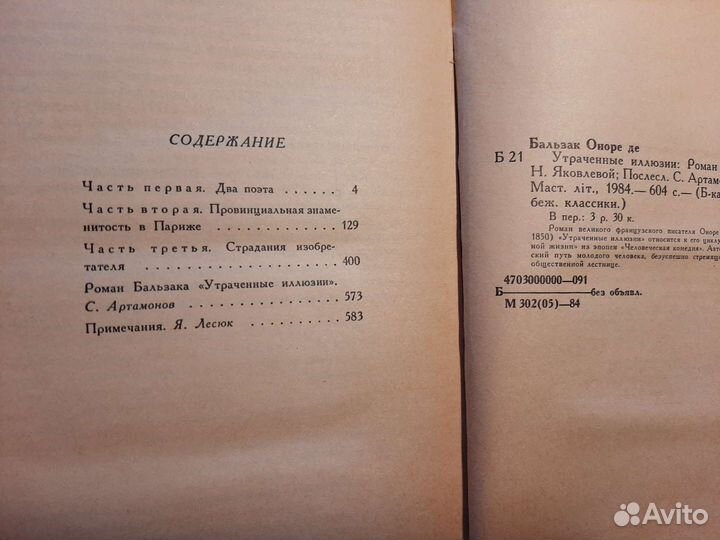 СОДЕРЖАНИЕ
Часть первая. Два поэта ...... 4
Часть вторая. Провинциальная знаме-
нитость в Париже ........... 129
Часть третья. Страдания изобре-
тателя ................ 400
Роман Бальзака «Утраченные иллюзии».
С. Артамонов ............. 573
Примечания. Я. Лесюк .......... 583
Бальзак Оноре де
Б 21 Утраченные иллюзии: Роман
Н. Яковлевой; Послесл. С. Артамо
Маст. літ., 1984.— 604 с.— (Б-ка
беж. классики.)
В пер.: 3 р. 30 к.
Роман великого французского писателя Оноре
1850) «Утраченные иллюзии» относится к его цикл
ной жизни» из эпопеи «Человеческая комедия». Авто
ский путь молодого человека, безуспешно стремящ
общественной лестнице.
4703000000—091
Б———без объявл.
М 302(05)—84
Avito